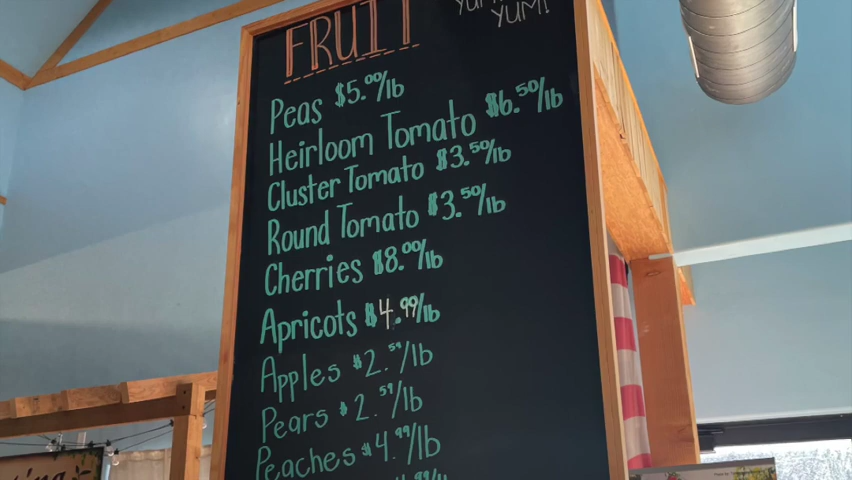 FRUIT
YUM!
Peas $5.00/lb
Heirloom Tomato $6.50/lb
Cluster Tomato $3.50/lb
Round Tomato $3.50/lb
Cherries $8.00/lb
Apricots $4.99/lb
Apples $2.59/lb
Pears $2.59/lb
Peaches $4.99/lb